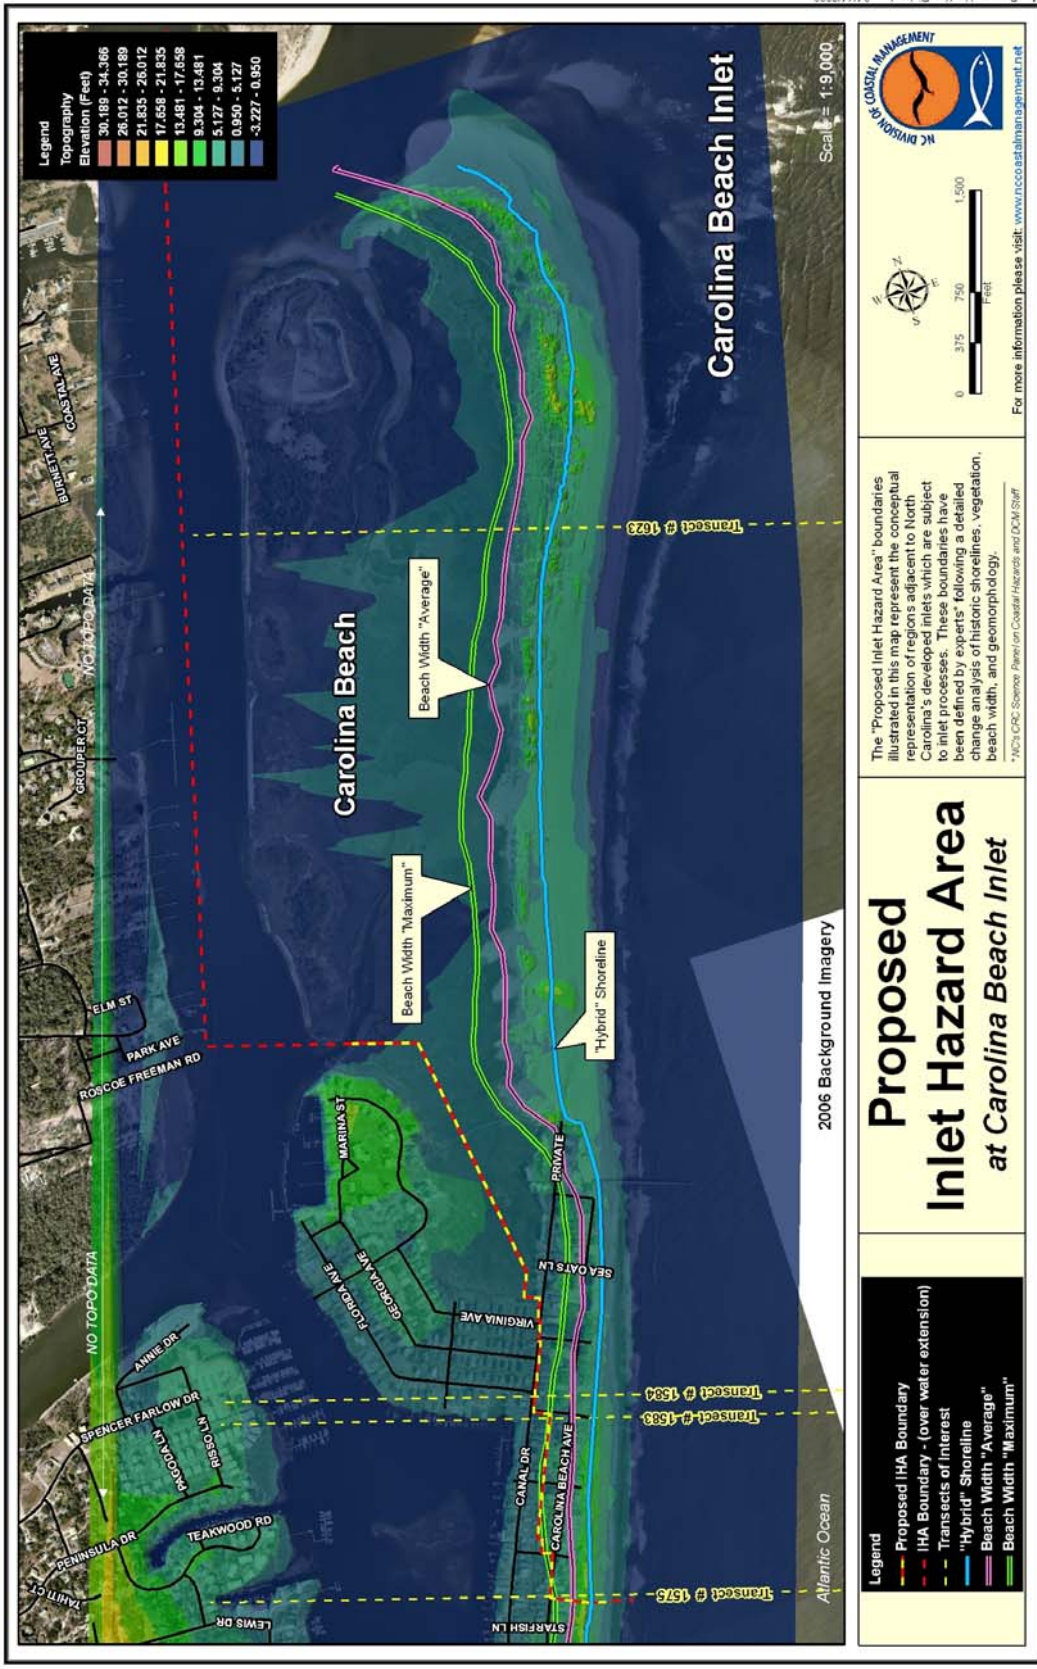 Legend
Topography
Elevation (Feet)
30.189 - 34.366
26.012 - 30.189
21.835 - 26.012
17.658 - 21.835
13.481 - 17.658
9.304 - 13.481
5.127 - 9.304
0.950 - 5.127
-3.227 - 0.950
NO TOPO DATA
NO TOPO DATA
TAHITI CT
PENINSULA DR
SPENCER FARLOW DR
ANNIE DR
PAGODA LN
RISSO LN
TEAKWOOD RD
LEWIS DR
ROSCOE FREEMAN RD
PARK AVE
ELM ST
GROUPER CT
BURNETT AVE
COASTAL AVE
MARINA ST
FLORIDA AVE
GEORGIA AVE
VIRGINIA AVE
CANAL DR
CAROLINA BEACH AVE
STARFISH LN
SEA OATS LN
PRIVATE
Carolina Beach
Carolina Beach Inlet
Beach Width "Maximum"
Beach Width "Average"
"Hybrid" Shoreline
Transect # 1575
Transect # 1583
Transect # 1584
Transect # 1623
Atlantic Ocean
2006 Background Imagery
Scale = 1:9,000
Legend
Proposed IHA Boundary
IHA Boundary - (over water extension)
Transects of Interest
"Hybrid" Shoreline
Beach Width "Average"
Beach Width "Maximum"
Proposed
Inlet Hazard Area
at Carolina Beach Inlet
The "Proposed Inlet Hazard Area" boundaries
illustrated in this map represent the conceptual
representation of regions adjacent to North
Carolina's developed inlets which are subject
to inlet processes. These boundaries have
been defined by experts* following a detailed
change analysis of historic shorelines, vegetation,
beach width, and geomorphology.
*NC's CRC Science Panel on Coastal Hazards and DCM Staff
N
E
S
W
0 375 750 1,500
Feet
NC DIVISION OF COASTAL MANAGEMENT
For more information please visit: www.nccoastalmanagement.net